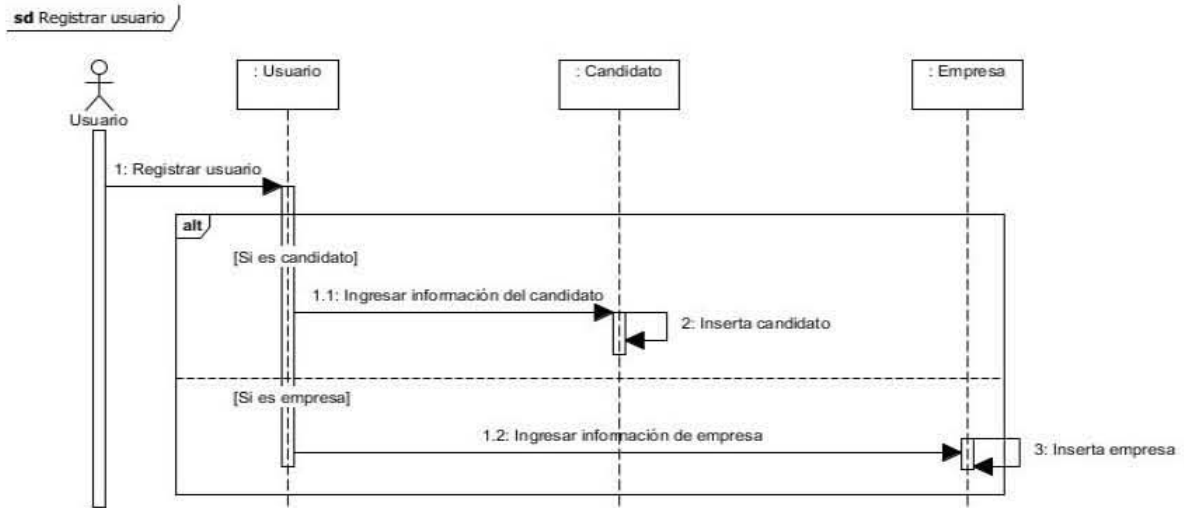 sd Registrar usuario
Usuario
: Usuario
: Candidato
: Empresa
1: Registrar usuario
alt
[Si es candidato]
1.1: Ingresar información del candidato
2: Inserta candidato
[Si es empresa]
1.2: Ingresar información de empresa
3: Inserta empresa